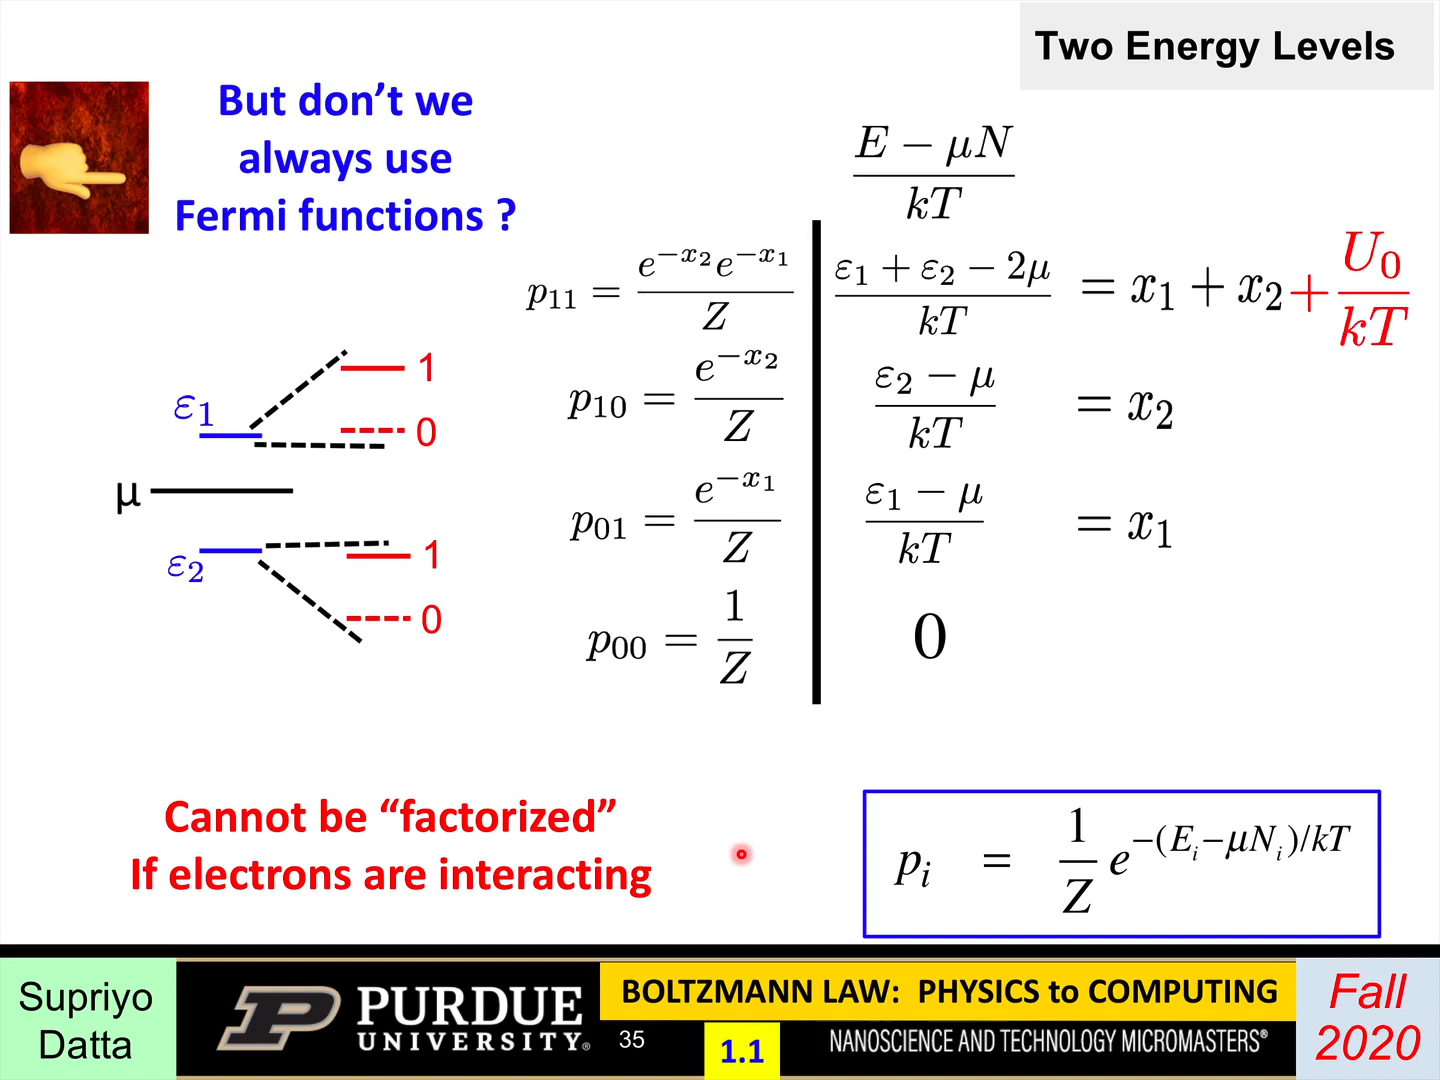 Two Energy Levels
But don’t we
always use
Fermi functions ?
E − μN / kT
p₁₁ = e^{−x₂}e^{−x₁} / Z
ε₁ + ε₂ − 2μ / kT = x₁ + x₂ + U₀ / kT
p₁₀ = e^{−x₂} / Z
ε₂ − μ / kT = x₂
p₀₁ = e^{−x₁} / Z
ε₁ − μ / kT = x₁
p₀₀ = 1 / Z
0
ε₁
1
0
μ
ε₂
1
0
Cannot be “factorized”
If electrons are interacting
pᵢ = 1 / Z e^{−(Eᵢ−μNᵢ)/kT}
Supriyo
Datta
P
PURDUE
UNIVERSITY®
35
BOLTZMANN LAW: PHYSICS to COMPUTING
1.1
NANOSCIENCE AND TECHNOLOGY MICROMASTERS®
Fall
2020